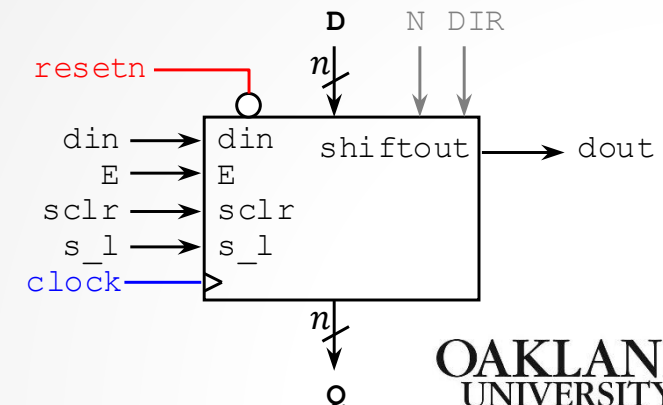 D N DIR
n
resetn
din din shiftout dout
E E
sclr sclr
s_l s_l
clock
n
Q
OAKLAN
UNIVERSITY